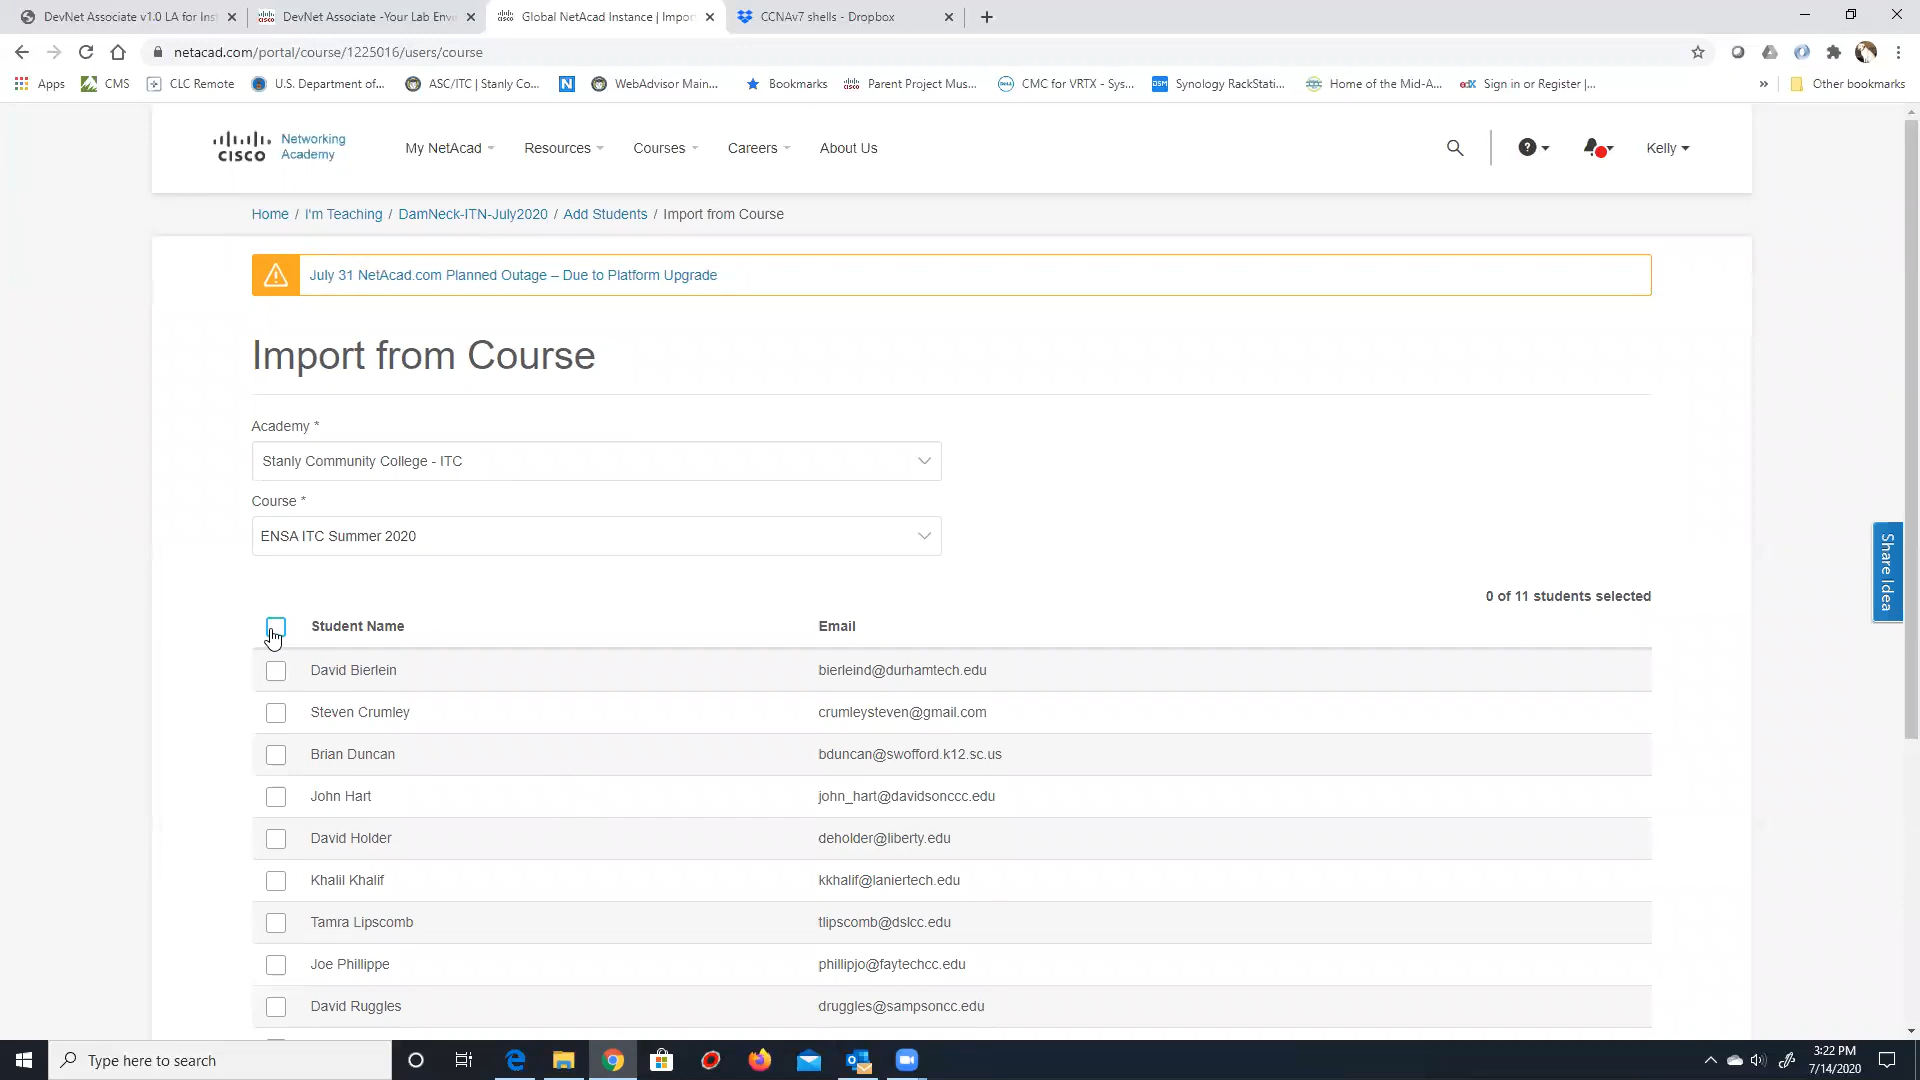 DevNet Associate v1.0 LA for Inst
DevNet Associate -Your Lab Envi
Global NetAcad Instance | Impor
CCNAv7 shells - Dropbox
netacad.com/portal/course/1225016/users/course
Apps
CMS
CLC Remote
U.S. Department of...
ASC/ITC | Stanly Co...
WebAdvisor Main...
Bookmarks
Parent Project Mus...
CMC for VRTX - Sys...
Synology RackStati...
Home of the Mid-A...
edX
Sign in or Register |...
»
Other bookmarks
CISCO
Networking
Academy
My NetAcad
Resources
Courses
Careers
About Us
Kelly
Home / I'm Teaching / DamNeck-ITN-July2020 / Add Students / Import from Course
July 31 NetAcad.com Planned Outage – Due to Platform Upgrade
Import from Course
Academy *
Stanly Community College - ITC
Course *
ENSA ITC Summer 2020
0 of 11 students selected
Student Name Email
David Bierlein bierleind@durhamtech.edu
Steven Crumley crumleysteven@gmail.com
Brian Duncan bduncan@swofford.k12.sc.us
John Hart john_hart@davidsonccc.edu
David Holder deholder@liberty.edu
Khalil Khalif kkhalif@laniertech.edu
Tamra Lipscomb tlipscomb@dslcc.edu
Joe Phillippe phillipjo@faytechcc.edu
David Ruggles druggles@sampsoncc.edu
Share Idea
Type here to search
3:22 PM
7/14/2020